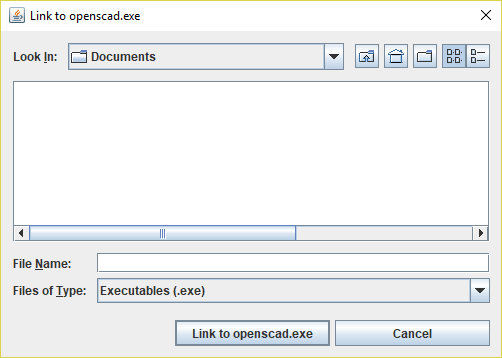 Link to openscad.exe
Look In: Documents
File Name:
Files of Type: Executables (.exe)
Link to openscad.exe Cancel